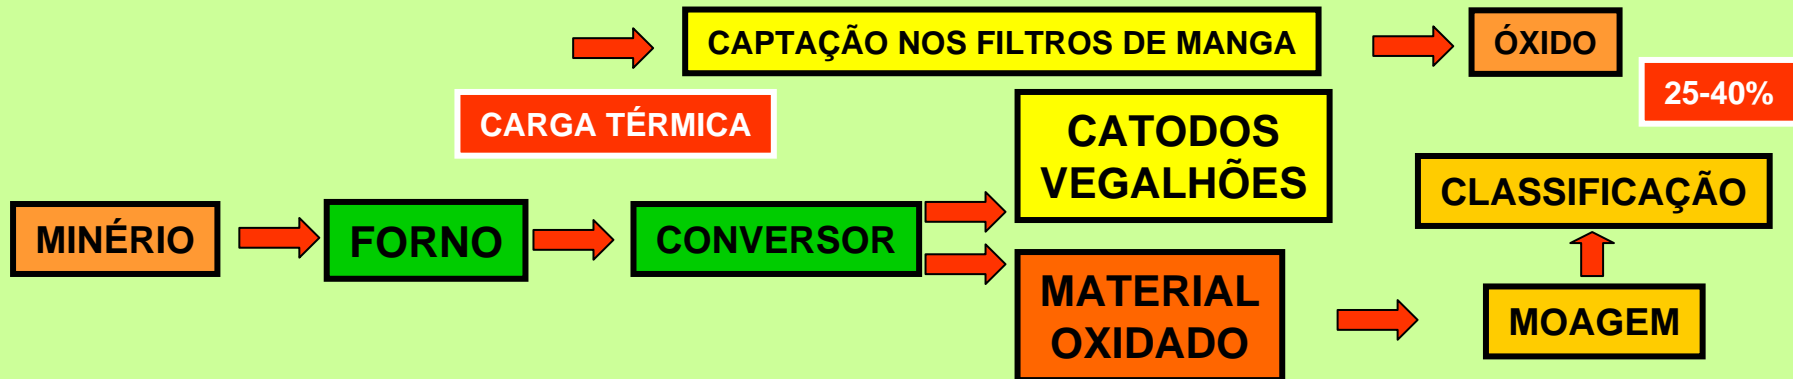 CAPTAÇÃO NOS FILTROS DE MANGA
ÓXIDO
25-40%
CARGA TÉRMICA
CATODOS
VEGALHÕES
CLASSIFICAÇÃO
MINÉRIO
FORNO
CONVERSOR
MATERIAL
OXIDADO
MOAGEM